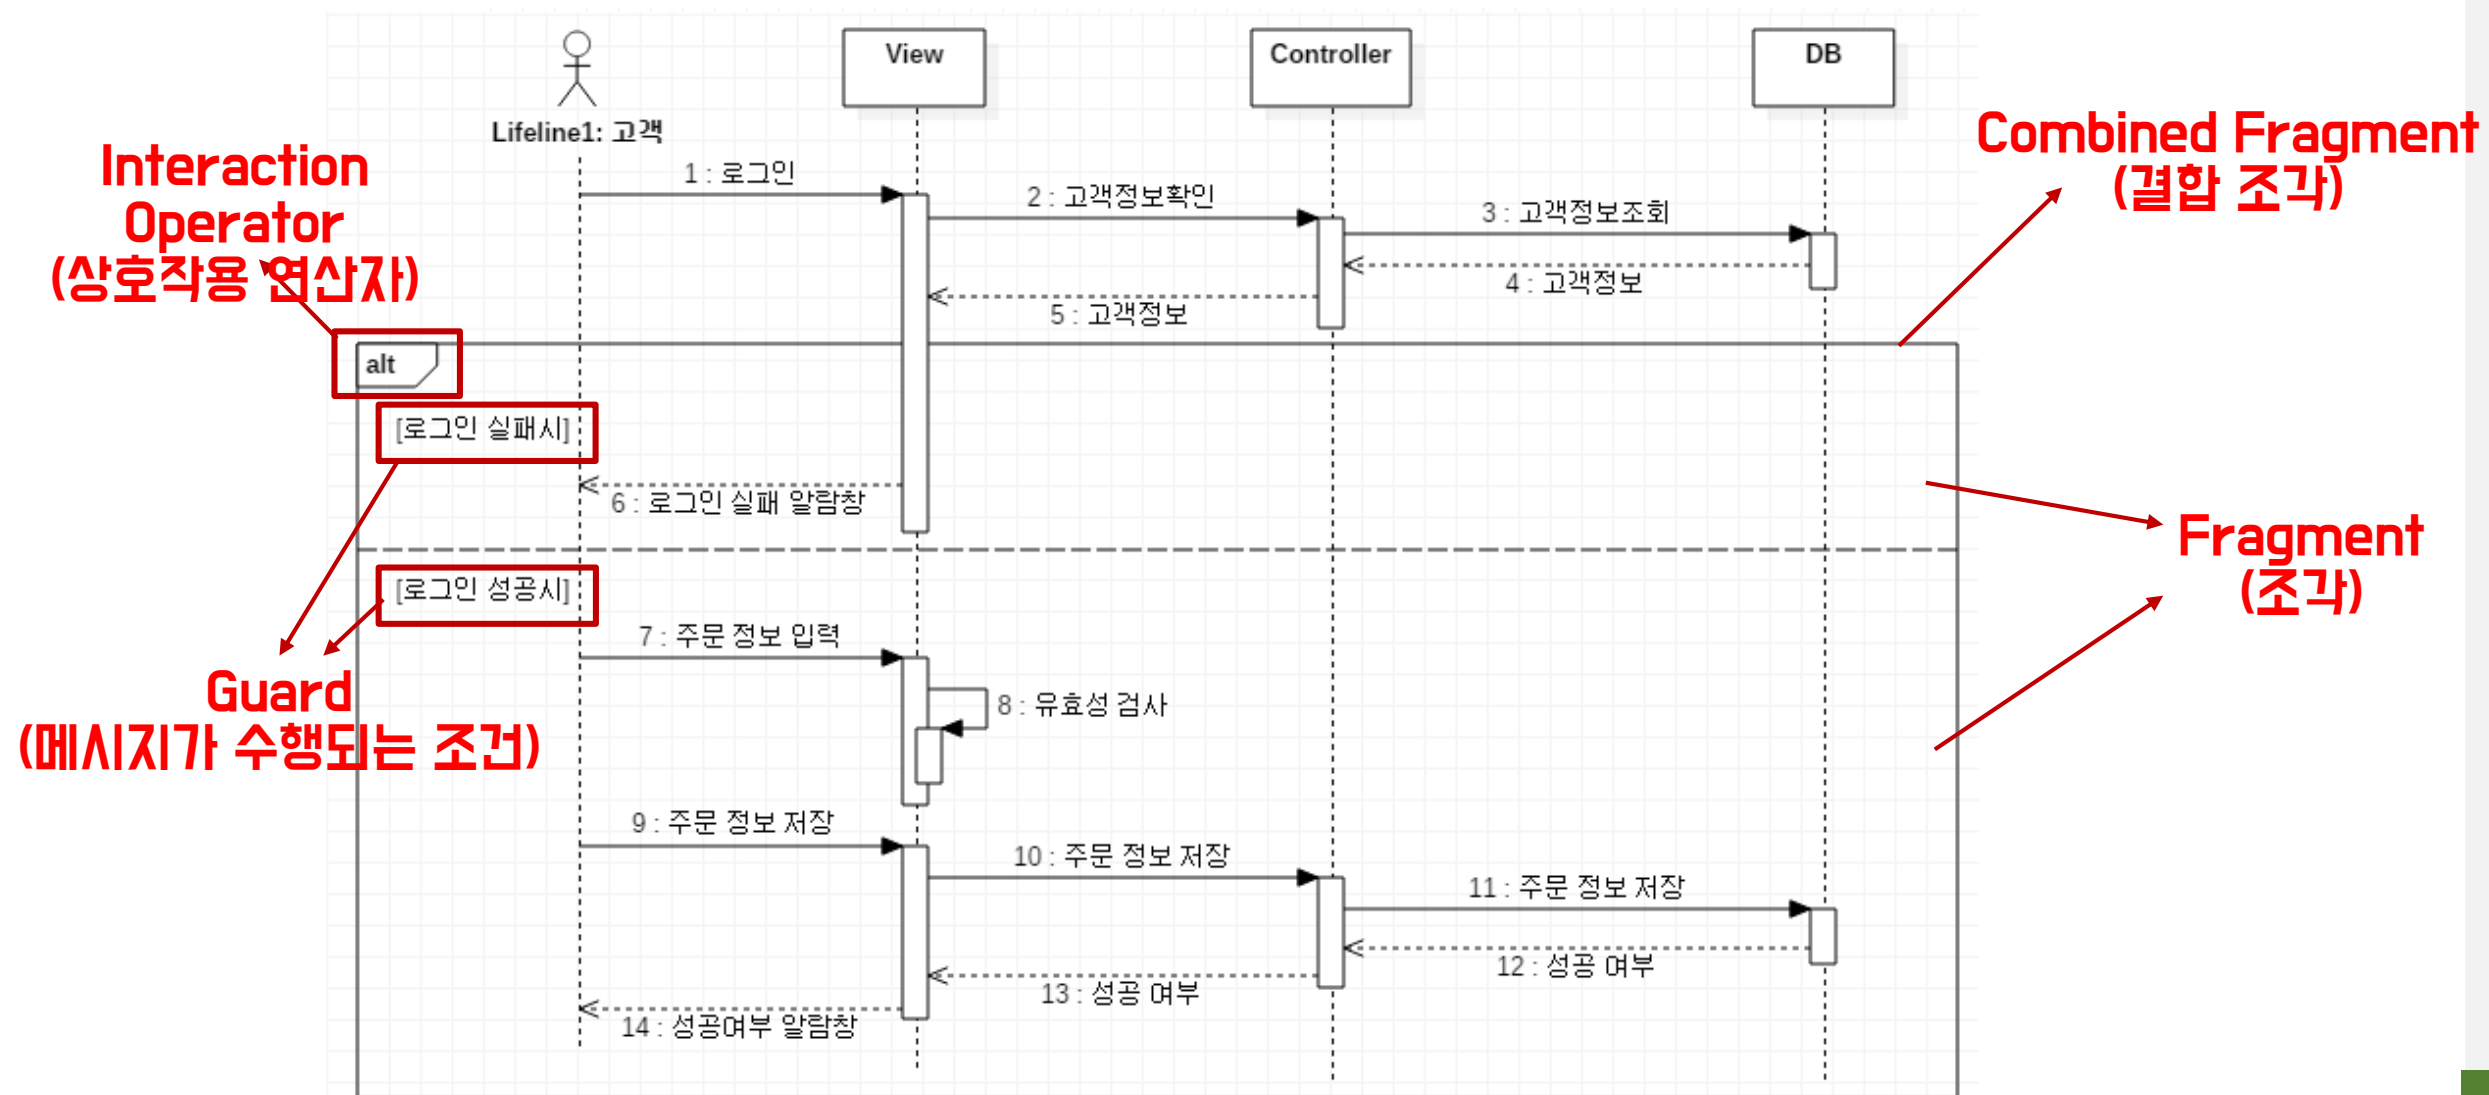 View
Controller
DB
Lifeline1: 고객
Combined Fragment
(결합 조각)
Interaction
Operator
(상호작용 연산자)
1 : 로그인
2 : 고객정보확인
3 : 고객정보조회
4 : 고객정보
5 : 고객정보
alt
[로그인 실패시]
6 : 로그인 실패 알람창
Fragment
(조각)
[로그인 성공시]
7 : 주문 정보 입력
Guard
(메시지가 수행되는 조건)
8 : 유효성 검사
9 : 주문 정보 저장
10 : 주문 정보 저장
11 : 주문 정보 저장
12 : 성공 여부
13 : 성공 여부
14 : 성공여부 알람창